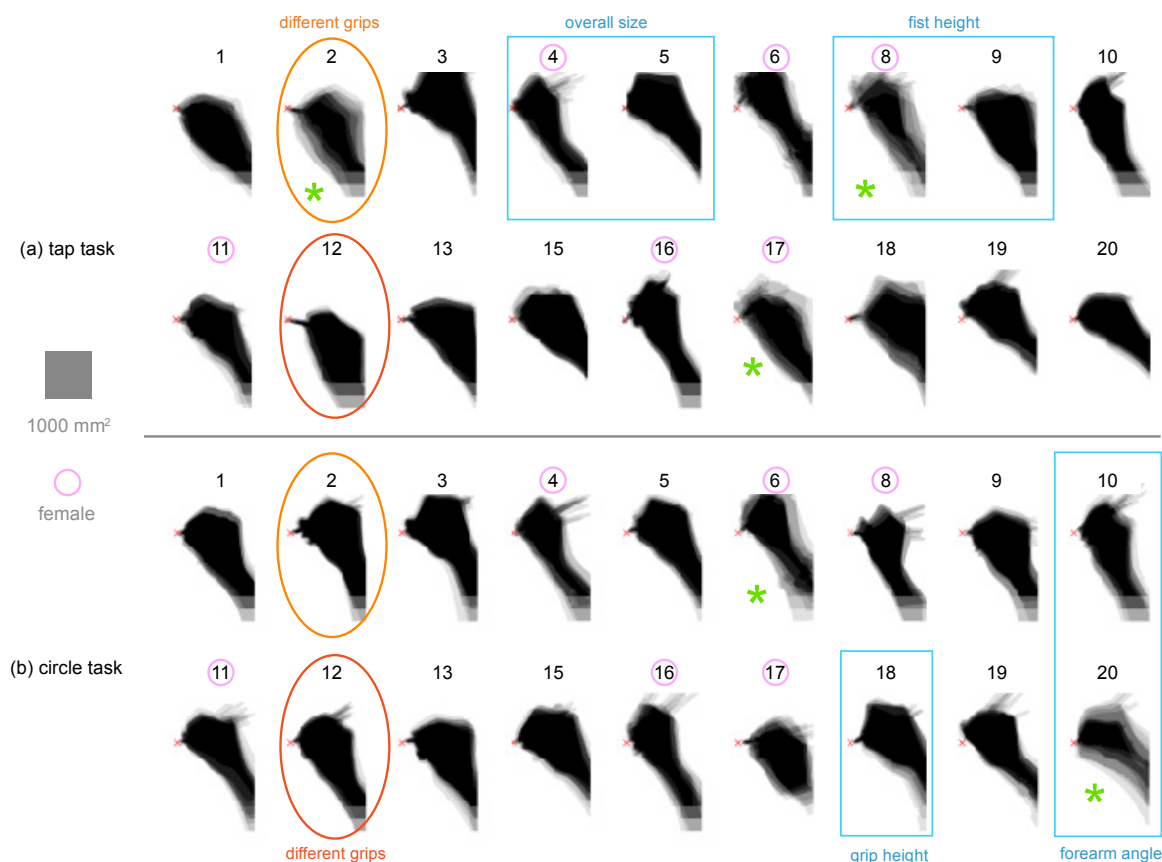 different grips overall size fist height
1 2 3 4 5 6 8 9 10
*
*
(a) tap task
11 12 13 15 16 17 18 19 20
*
1000 mm²
female
1 2 3 4 5 6 8 9 10
*
(b) circle task
11 12 13 15 16 17 18 19 20
*
different grips grip height forearm angle